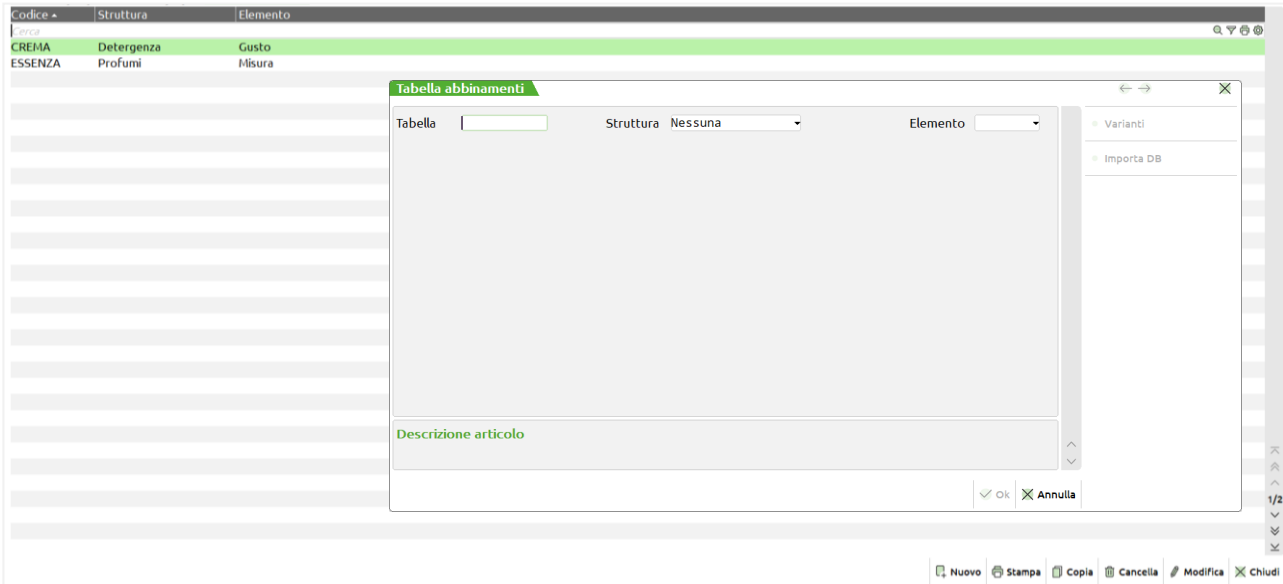 Codice Struttura Elemento
Cerca
CREMA Detergenza Gusto
ESSENZA Profumi Misura
Tabella abbinamenti
Tabella Struttura Nessuna Elemento
Varianti
Importa DB
Descrizione articolo
Ok Annulla
1/2
Nuovo Stampa Copia Cancella Modifica Chiudi